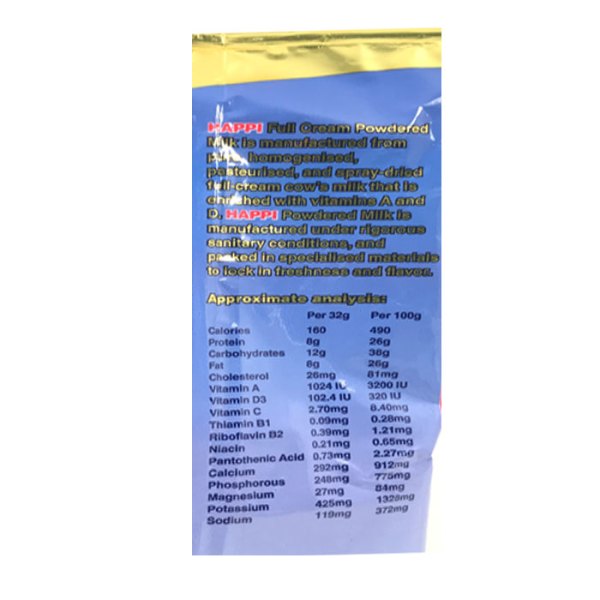 HAPPI Full Cream Powdered
Milk is manufactured from
pure, homogenised,
pasteurised, and spray-dried
full-cream cow's milk that is
enriched with vitamins A and
D. HAPPI Powdered Milk is
manufactured under rigorous
sanitary conditions, and
packed in specialised materials
to lock in freshness and flavor.
Approximate analysis:
Per 32g Per 100g
Calories 160 490
Protein 8g 26g
Carbohydrates 12g 38g
Fat 8g 26g
Cholesterol 26mg 81mg
Vitamin A 1024 IU 3200 IU
Vitamin D3 102.4 IU 320 IU
Vitamin C 2.70mg 8.40mg
Thiamin B1 0.09mg 0.28mg
Riboflavin B2 0.39mg 1.21mg
Niacin 0.21mg 0.65mg
Pantothenic Acid 0.73mg 2.27mg
Calcium 292mg 912mg
Phosphorous 248mg 775mg
Magnesium 27mg 84mg
Potassium 425mg 1328mg
Sodium 119mg 372mg